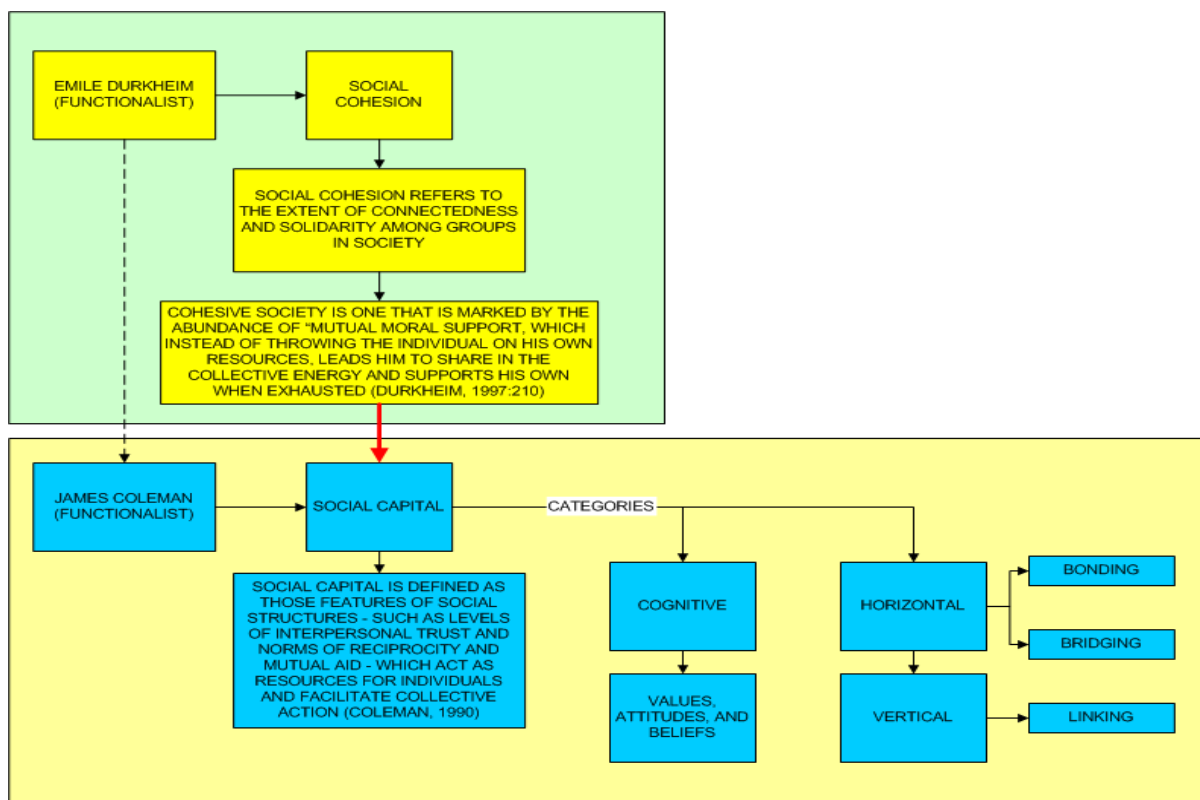 EMILE DURKHEIM
(FUNCTIONALIST)
SOCIAL
COHESION
SOCIAL COHESION REFERS TO
THE EXTENT OF CONNECTEDNESS
AND SOLIDARITY AMONG GROUPS
IN SOCIETY
COHESIVE SOCIETY IS ONE THAT IS MARKED BY THE
ABUNDANCE OF “MUTUAL MORAL SUPPORT, WHICH
INSTEAD OF THROWING THE INDIVIDUAL ON HIS OWN
RESOURCES, LEADS HIM TO SHARE IN THE
COLLECTIVE ENERGY AND SUPPORTS HIS OWN
WHEN EXHAUSTED (DURKHEIM, 1997:210)
JAMES COLEMAN
(FUNCTIONALIST)
SOCIAL CAPITAL
CATEGORIES
SOCIAL CAPITAL IS DEFINED AS
THOSE FEATURES OF SOCIAL
STRUCTURES - SUCH AS LEVELS
OF INTERPERSONAL TRUST AND
NORMS OF RECIPROCITY AND
MUTUAL AID - WHICH ACT AS
RESOURCES FOR INDIVIDUALS
AND FACILITATE COLLECTIVE
ACTION (COLEMAN, 1990)
COGNITIVE
VALUES,
ATTITUDES, AND
BELIEFS
HORIZONTAL
BONDING
BRIDGING
VERTICAL
LINKING